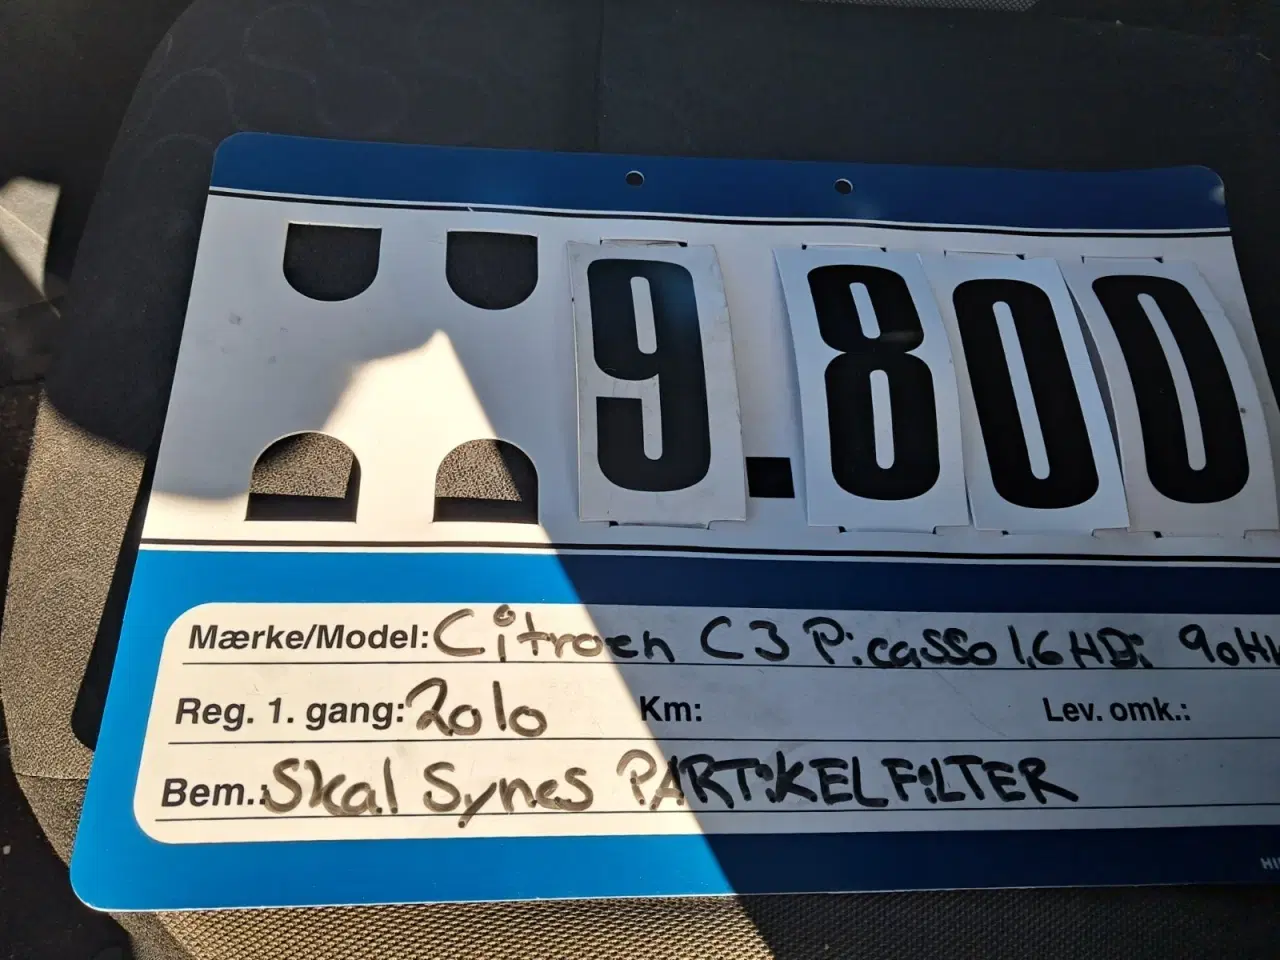 9.800
Mærke/Model: Citroen C3 Picasso 1,6 HDi 90H
Reg. 1. gang: 2010 Km: Lev. omk.:
Bem.: Skal Synes PARTiKELFiLTER